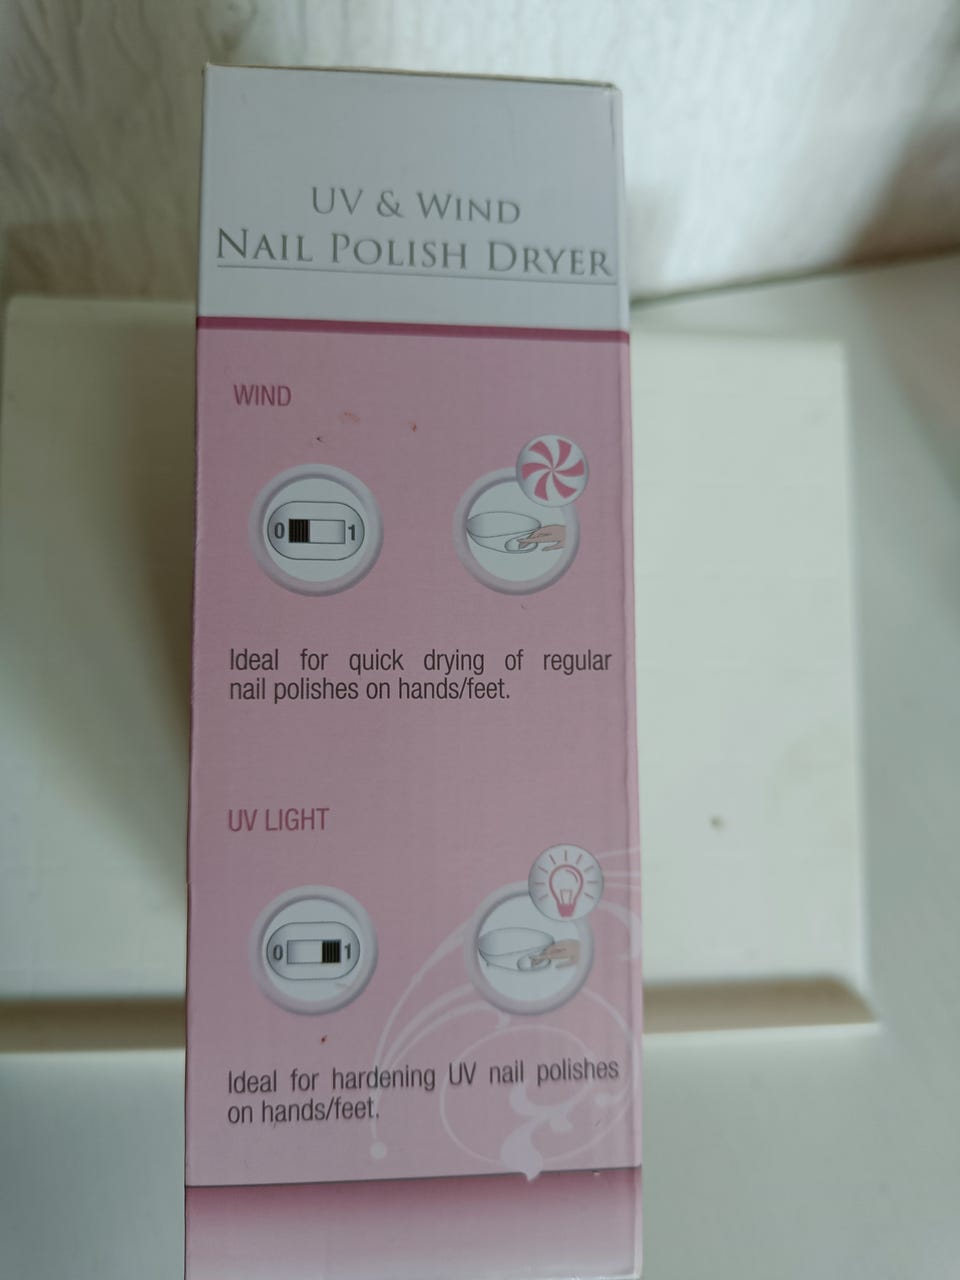 UV & WIND
NAIL POLISH DRYER
WIND
0 1
Ideal for quick drying of regular
nail polishes on hands/feet.
UV LIGHT
0 1
Ideal for hardening UV nail polishes
on hands/feet.